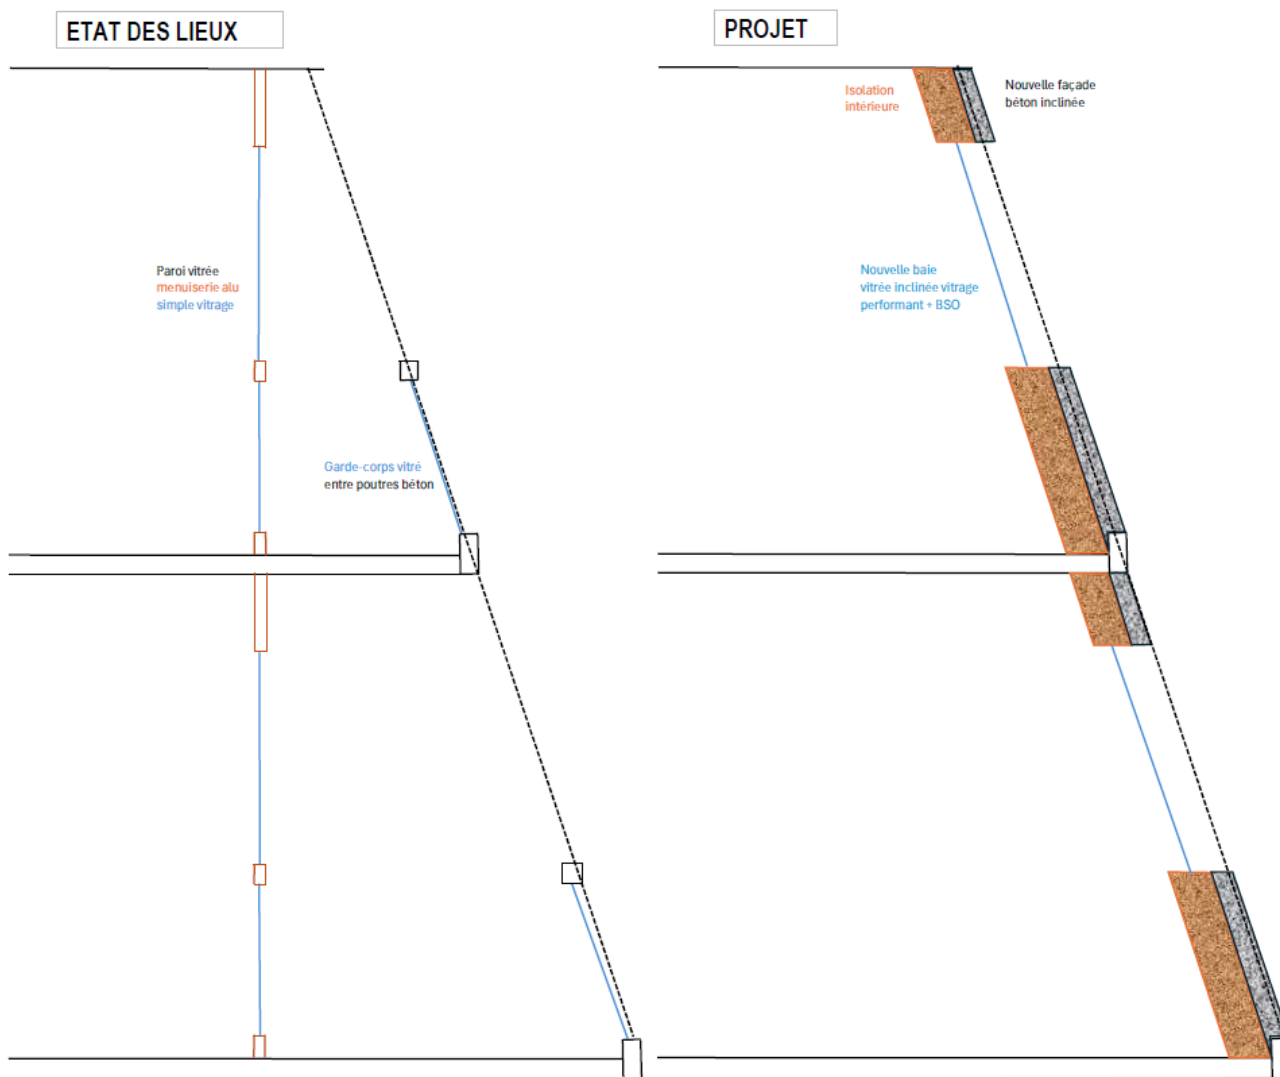 ETAT DES LIEUX
Paroi vitrée
menuiserie alu
simple vitrage
Garde-corps vitré
entre poutres béton
PROJET
Isolation
intérieure
Nouvelle façade
béton inclinée
Nouvelle baie
vitrée inclinée vitrage
performant + BSO